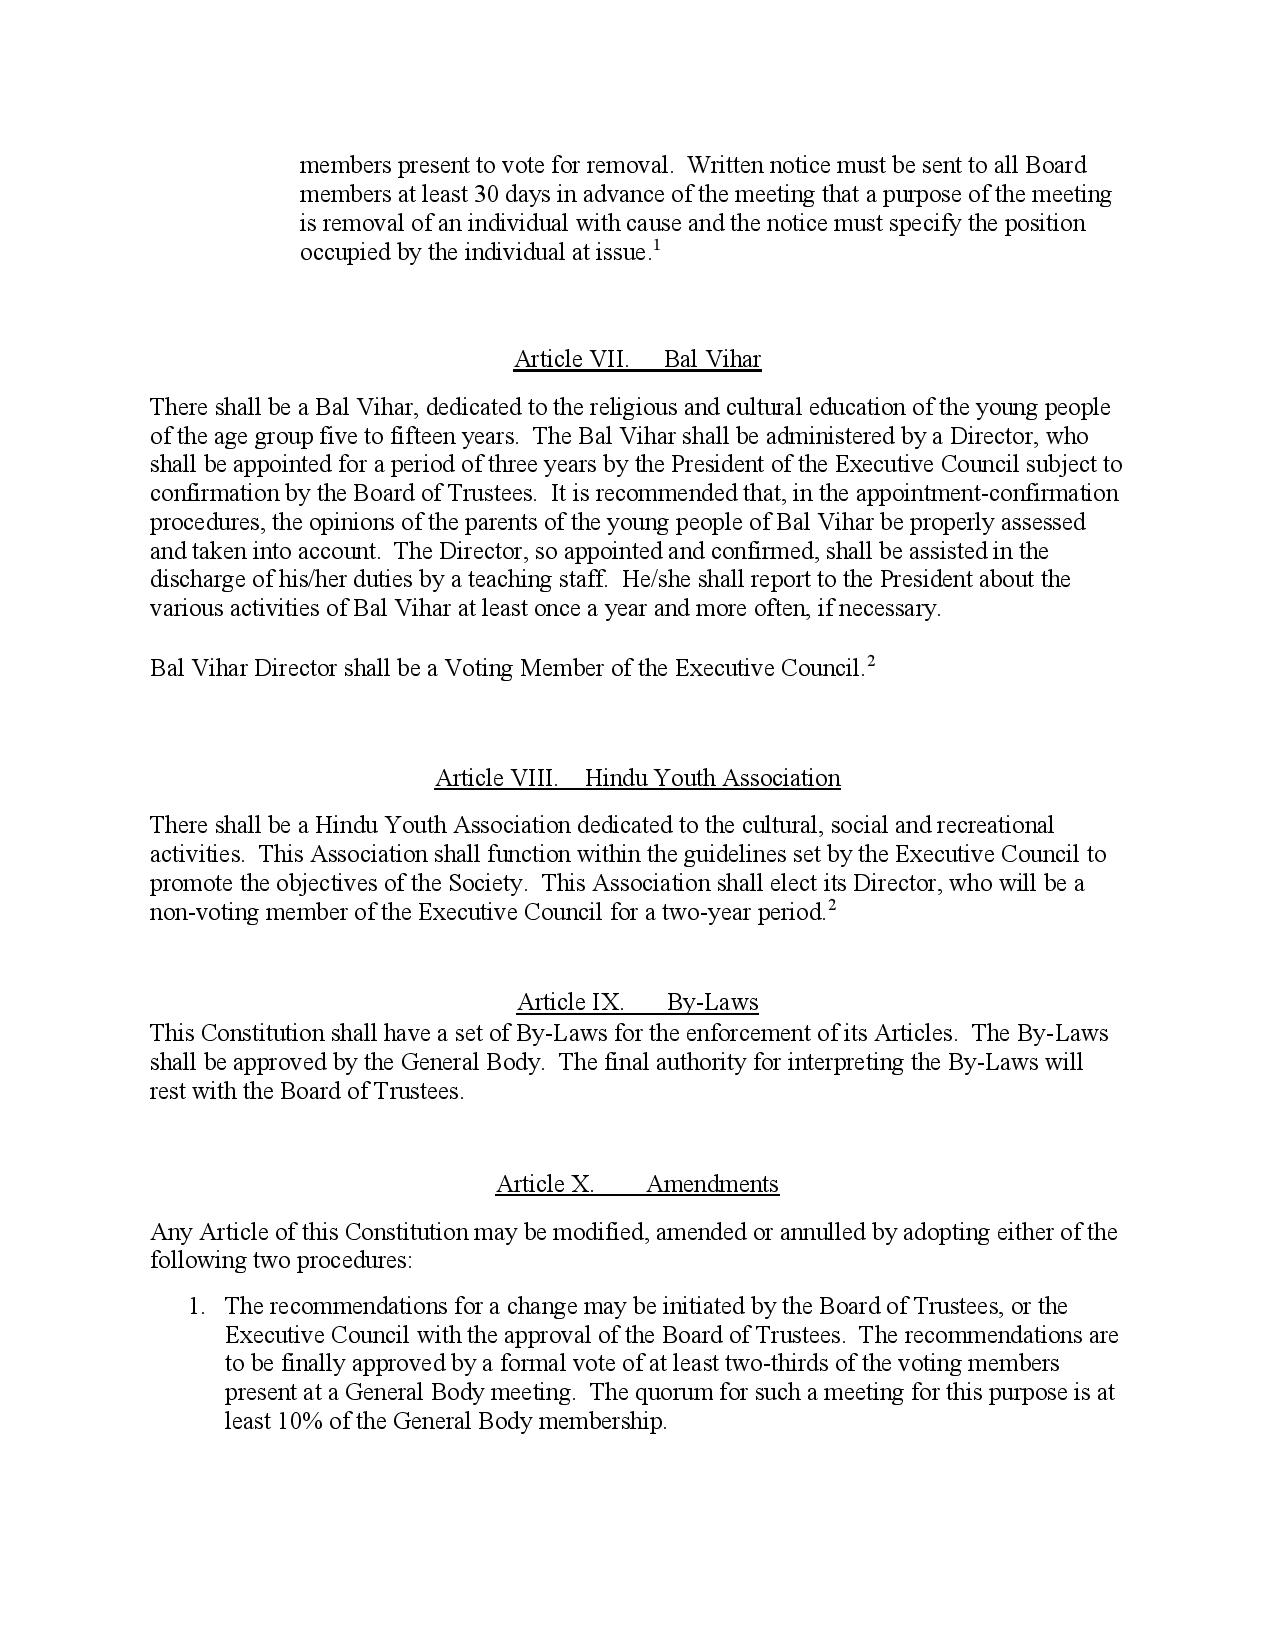 members present to vote for removal.  Written notice must be sent to all Board
members at least 30 days in advance of the meeting that a purpose of the meeting
is removal of an individual with cause and the notice must specify the position
occupied by the individual at issue.1
Article VII.    Bal Vihar
There shall be a Bal Vihar, dedicated to the religious and cultural education of the young people
of the age group five to fifteen years.  The Bal Vihar shall be administered by a Director, who
shall be appointed for a period of three years by the President of the Executive Council subject to
confirmation by the Board of Trustees.  It is recommended that, in the appointment-confirmation
procedures, the opinions of the parents of the young people of Bal Vihar be properly assessed
and taken into account.  The Director, so appointed and confirmed, shall be assisted in the
discharge of his/her duties by a teaching staff.  He/she shall report to the President about the
various activities of Bal Vihar at least once a year and more often, if necessary.
Bal Vihar Director shall be a Voting Member of the Executive Council.2
Article VIII.    Hindu Youth Association
There shall be a Hindu Youth Association dedicated to the cultural, social and recreational
activities.  This Association shall function within the guidelines set by the Executive Council to
promote the objectives of the Society.  This Association shall elect its Director, who will be a
non-voting member of the Executive Council for a two-year period.2
Article IX.    By-Laws
This Constitution shall have a set of By-Laws for the enforcement of its Articles.  The By-Laws
shall be approved by the General Body.  The final authority for interpreting the By-Laws will
rest with the Board of Trustees.
Article X.    Amendments
Any Article of this Constitution may be modified, amended or annulled by adopting either of the
following two procedures:
1.  The recommendations for a change may be initiated by the Board of Trustees, or the
Executive Council with the approval of the Board of Trustees.  The recommendations are
to be finally approved by a formal vote of at least two-thirds of the voting members
present at a General Body meeting.  The quorum for such a meeting for this purpose is at
least 10% of the General Body membership.